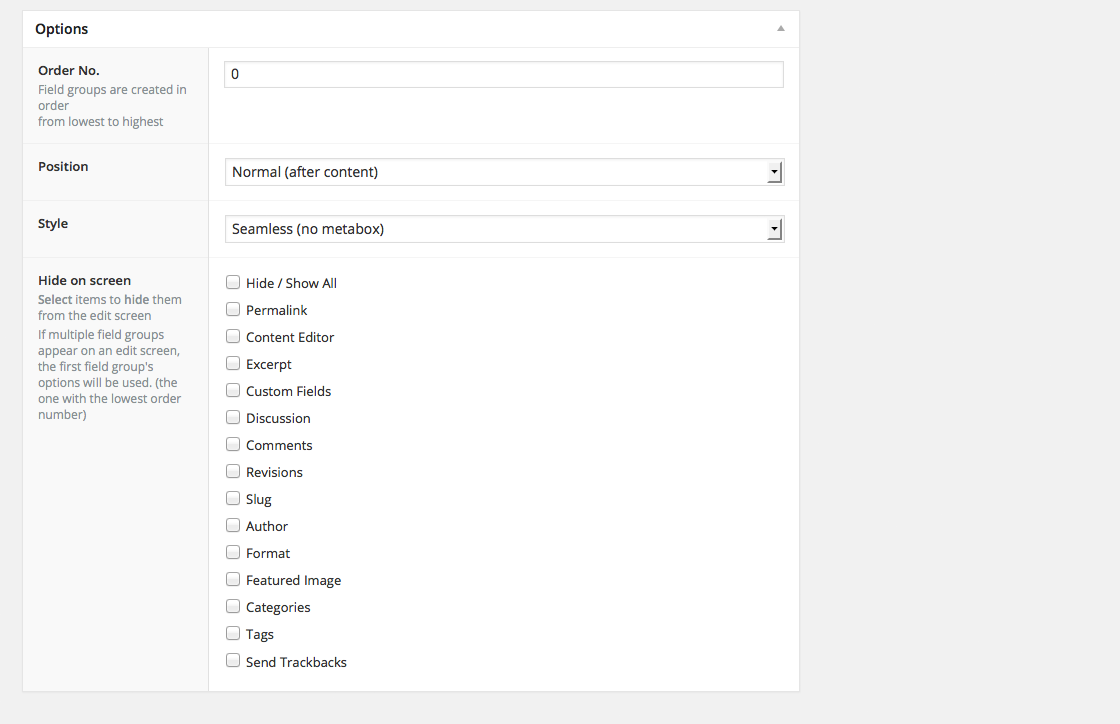 Options
Order No.
Field groups are created in
order
from lowest to highest
0
Position
Normal (after content)
Style
Seamless (no metabox)
Hide on screen
Select items to hide them
from the edit screen
If multiple field groups
appear on an edit screen,
the first field group's
options will be used. (the
one with the lowest order
number)
Hide / Show All
Permalink
Content Editor
Excerpt
Custom Fields
Discussion
Comments
Revisions
Slug
Author
Format
Featured Image
Categories
Tags
Send Trackbacks